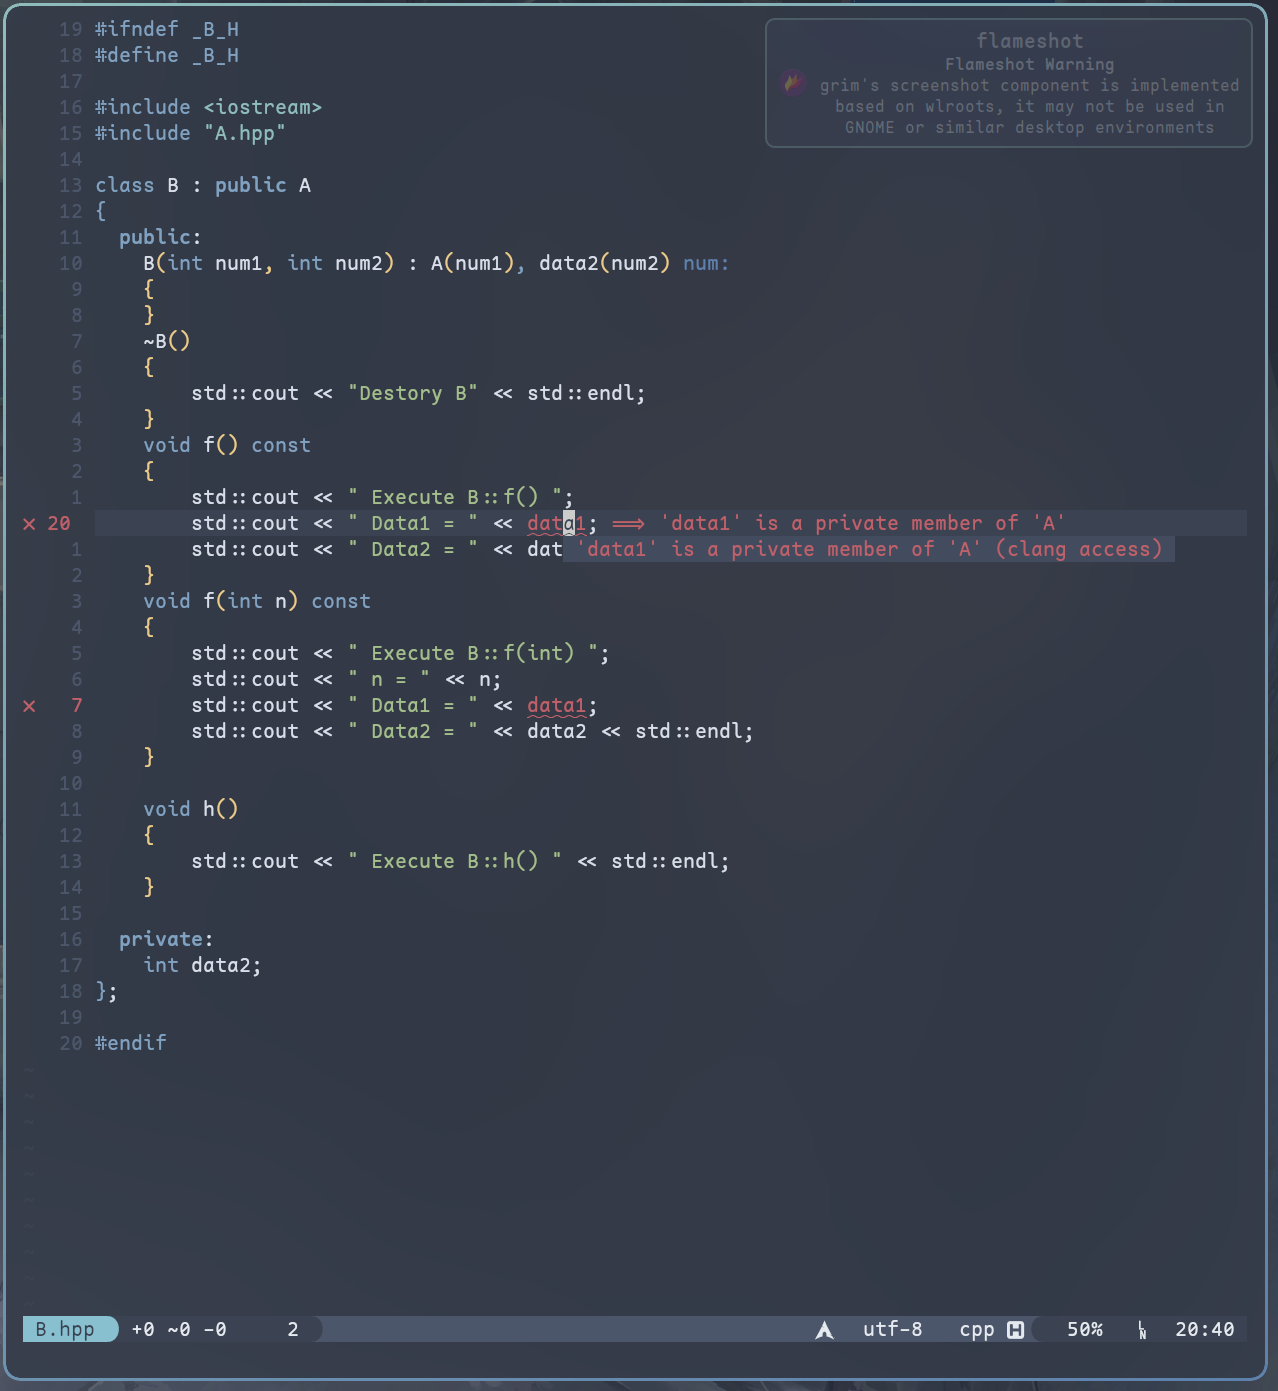 19 #ifndef _B_H
18 #define _B_H
17
16 #include <iostream>
15 #include "A.hpp"
14
13 class B : public A
12 {
11   public:
10     B(int num1, int num2) : A(num1), data2(num2) num:
9     {
8     }
7     ~B()
6     {
5         std::cout << "Destory B" << std::endl;
4     }
3     void f() const
2     {
1         std::cout << " Execute B::f() ";
× 20         std::cout << " Data1 = " << data1; ==> 'data1' is a private member of 'A'
1         std::cout << " Data2 = " << dat 'data1' is a private member of 'A' (clang access)
2     }
3     void f(int n) const
4     {
5         std::cout << " Execute B::f(int) ";
6         std::cout << " n = " << n;
× 7         std::cout << " Data1 = " << data1;
8         std::cout << " Data2 = " << data2 << std::endl;
9     }
10
11     void h()
12     {
13         std::cout << " Execute B::h() " << std::endl;
14     }
15
16   private:
17     int data2;
18 };
19
20 #endif
~
~
~
~
~
~
~
~
~
~
flameshot
Flameshot Warning
grim's screenshot component is implemented
based on wlroots, it may not be used in
GNOME or similar desktop environments
B.hpp +0 ~0 -0 2 utf-8 cpp H 50% LN 20:40